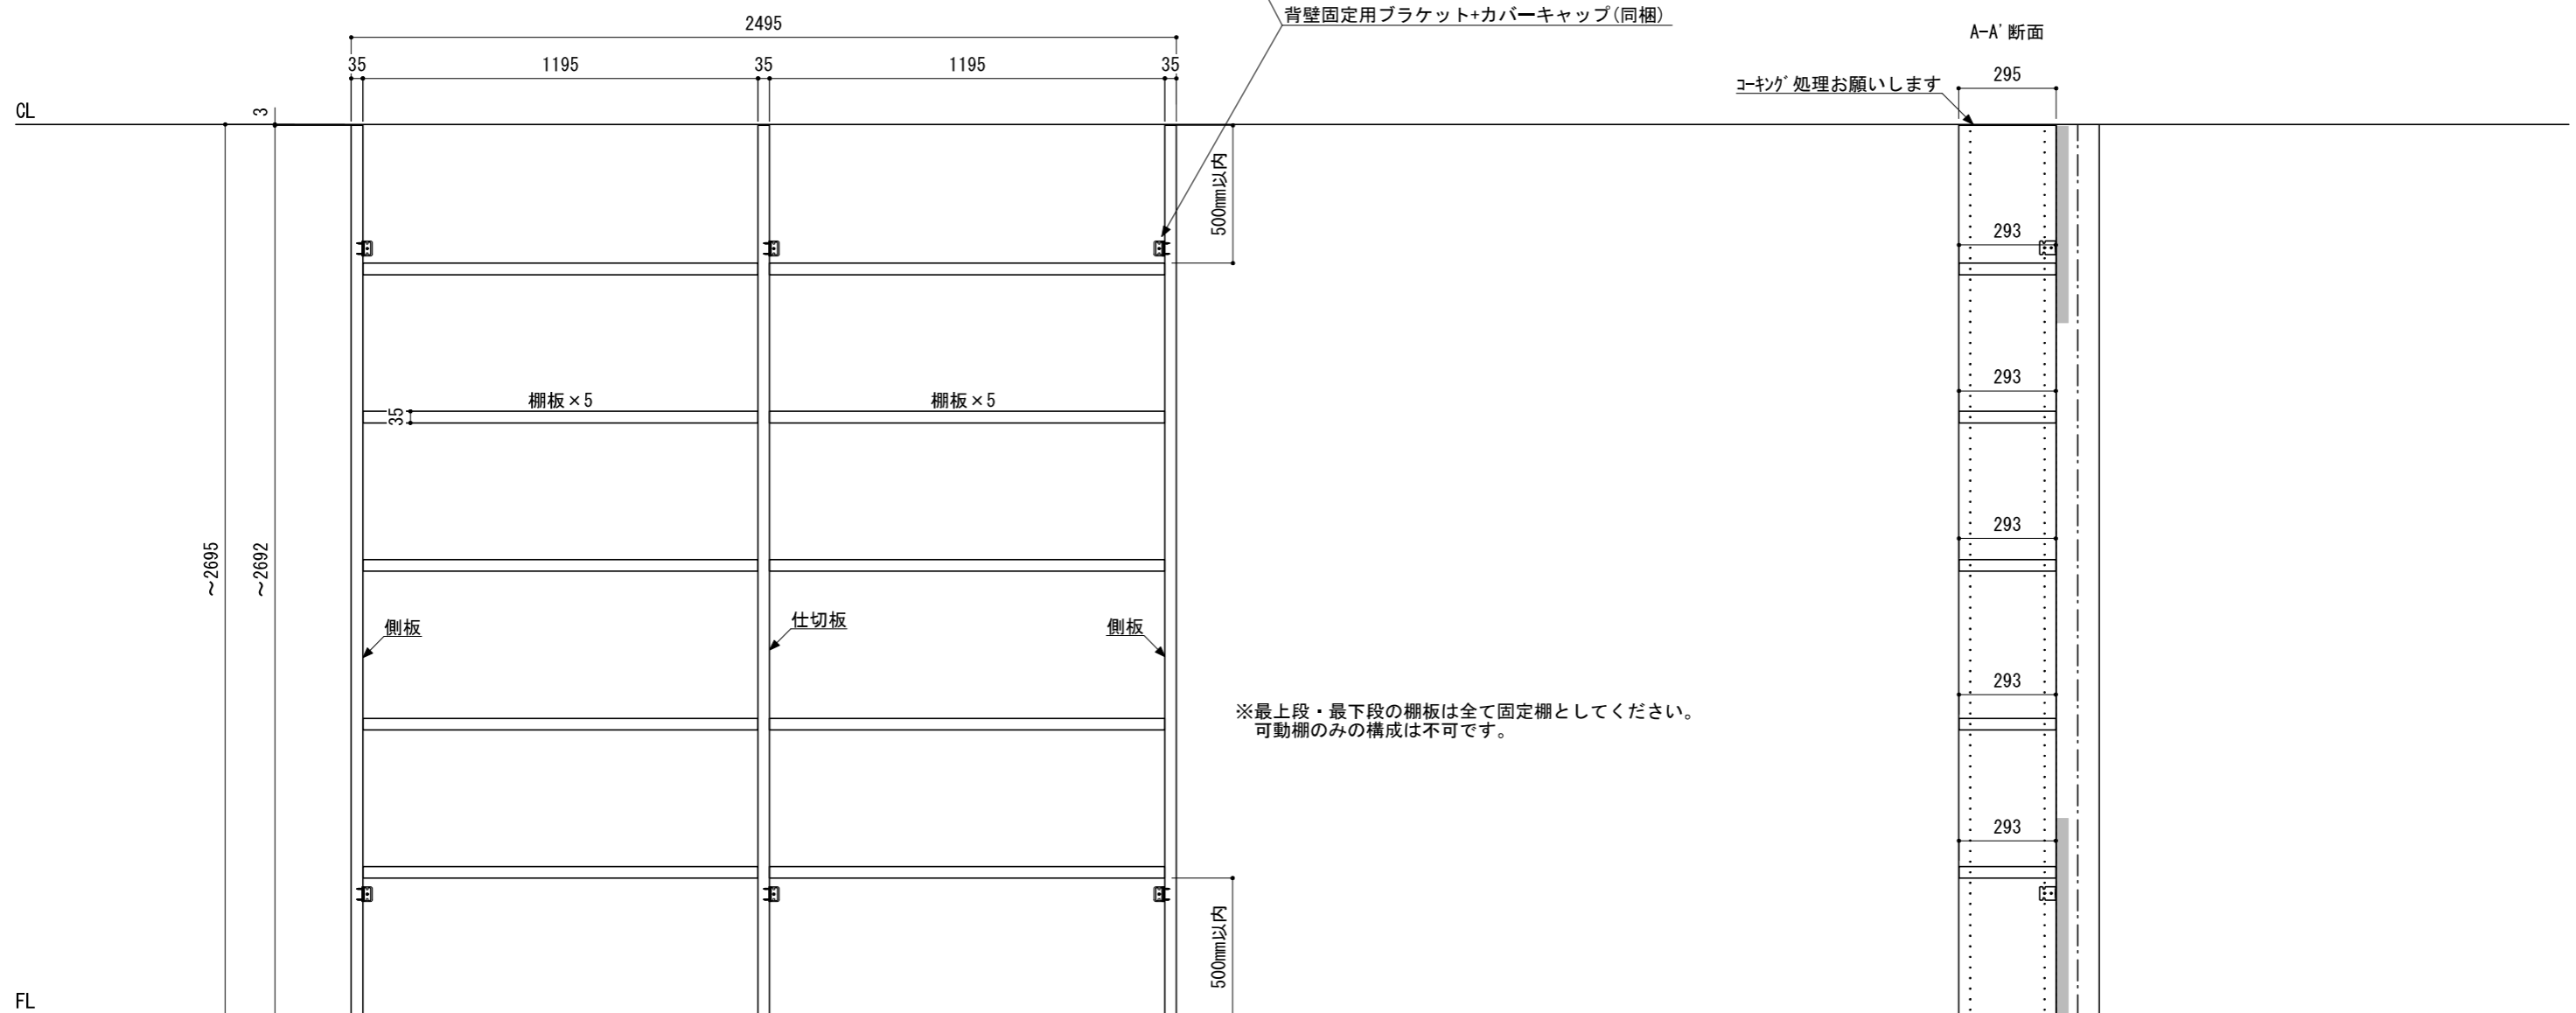 背壁固定用ブラケット+カバーキャップ(同梱)
2495
A-A' 断面
35
1195
35
1195
35
295
コーキング処理お願いします
CL
3
500mm以内
293
293
棚板×5
棚板×5
35
293
~2695
~2692
側板
仕切板
側板
293
※最上段・最下段の棚板は全て固定棚としてください。
可動棚のみの構成は不可です。
293
500mm以内
FL